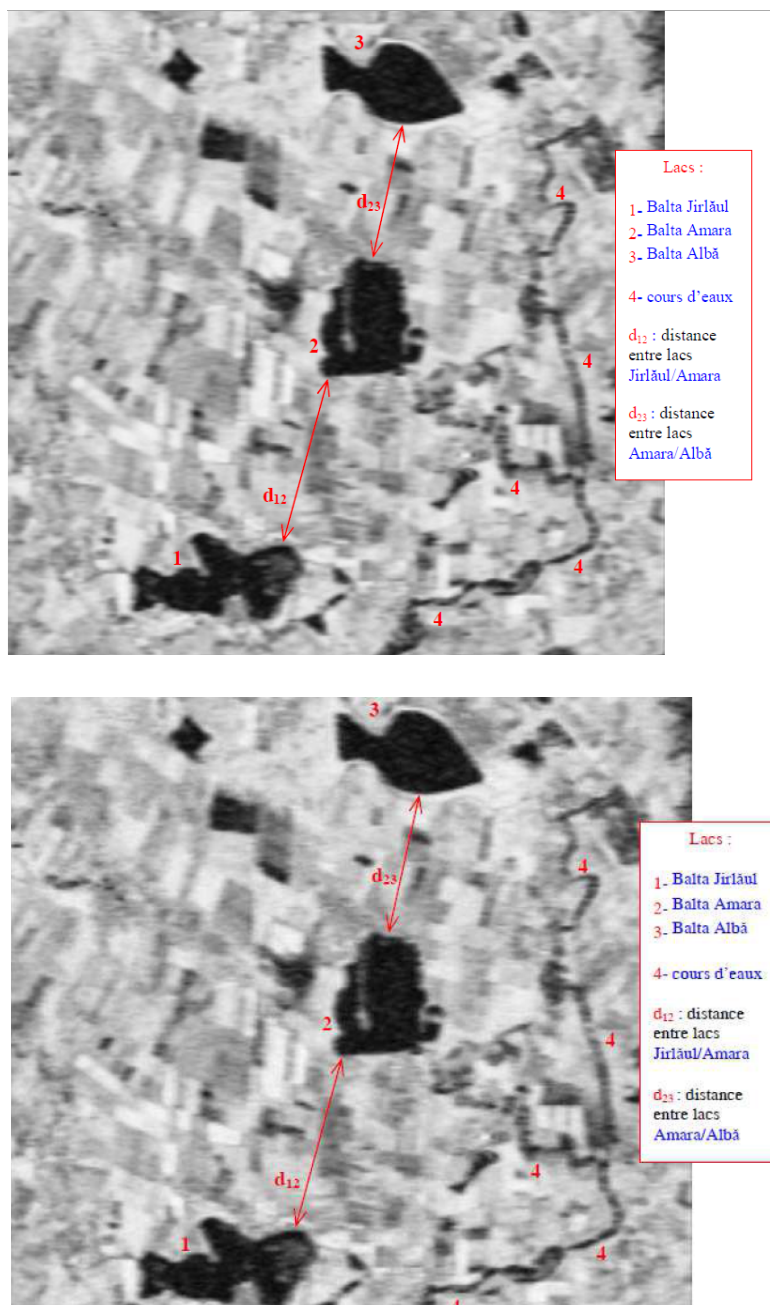 3
d23
4
2
4
d12
4
1
4
4
Lacs :
1- Balta Jirlăul
2- Balta Amara
3- Balta Albă
4- cours d’eaux
d12 : distance
entre lacs
Jirlăul/Amara
d23 : distance
entre lacs
Amara/Albă
3
4
d23
2
4
4
d12
1
4
4
Lacs :
1- Balta Jirlăul
2- Balta Amara
3- Balta Albă
4- cours d’eaux
d12 : distance
entre lacs
Jirlăul/Amara
d23 : distance
entre lacs
Amara/Albă